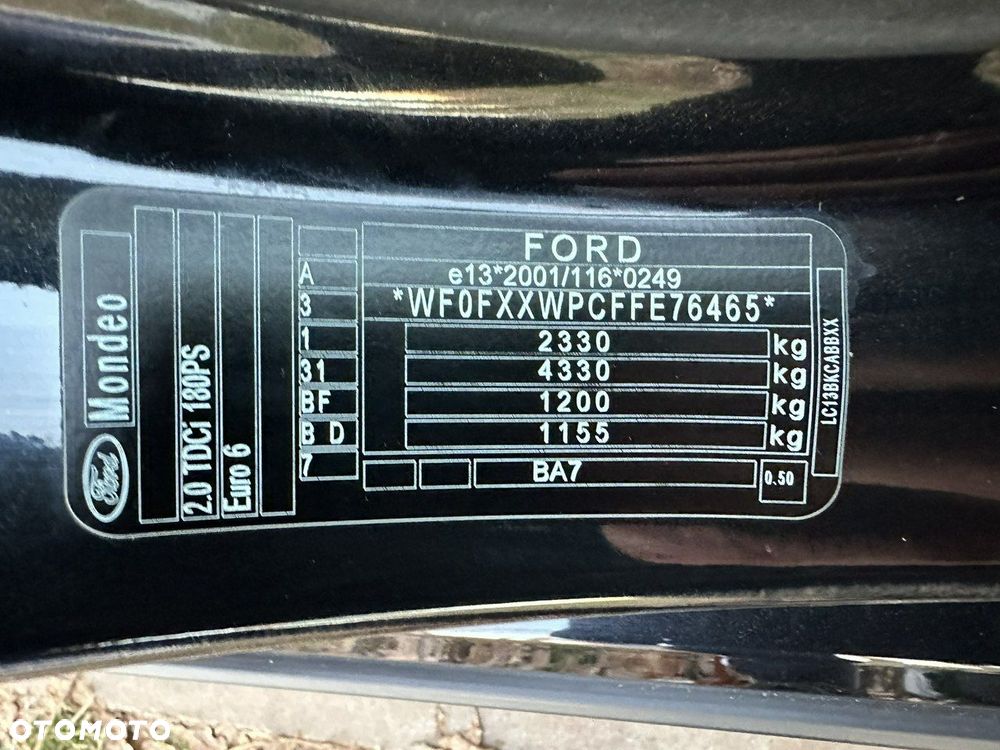 FORD
e13*2001/116*0249
*WF0FXXWPCFFE76465*
2330 kg
4330 kg
1200 kg
1155 kg
BA7
0.50
A
3
1
31
BF
B D
7
Ford
Mondeo
2.0 TDCi 180PS
Euro 6
LC13BKCABBXX
OTOMOTO